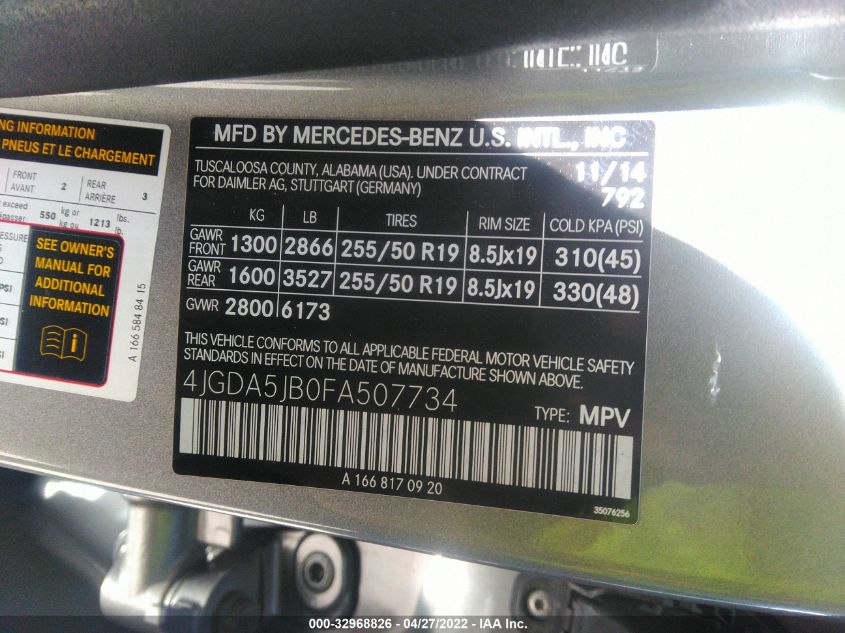 NG INFORMATION
PNEUS ET LE CHARGEMENT
FRONT
AVANT
2
REAR
ARRIÈRE
3
exceed
550
kg or
kg ou
1213
lbs.
lb.
SEE OWNER'S
MANUAL FOR
ADDITIONAL
INFORMATION
A 166 584 84 15
MFD BY MERCEDES-BENZ U.S. INTL., INC
TUSCALOOSA COUNTY, ALABAMA (USA). UNDER CONTRACT
FOR DAIMLER AG, STUTTGART (GERMANY)
11/14
792
KG LB TIRES RIM SIZE COLD KPA (PSI)
GAWR FRONT 1300 2866 255/50 R19 8.5Jx19 310(45)
GAWR REAR 1600 3527 255/50 R19 8.5Jx19 330(48)
GVWR 2800 6173
THIS VEHICLE CONFORMS TO ALL APPLICABLE FEDERAL MOTOR VEHICLE SAFETY
STANDARDS IN EFFECT ON THE DATE OF MANUFACTURE SHOWN ABOVE.
4JGDA5JB0FA507734
TYPE: MPV
A 166 817 09 20
35076256
000-32968826 - 04/27/2022 - IAA Inc.